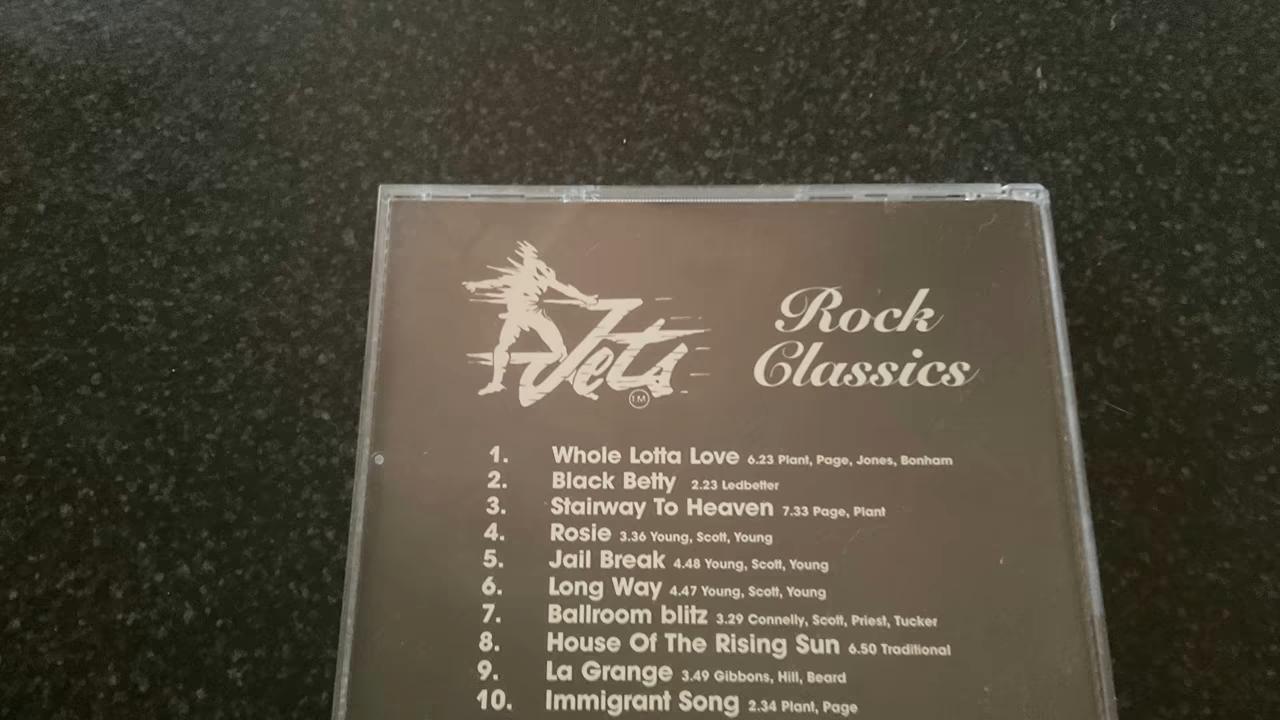 Jets
T.M
Rock
Classics
1. Whole Lotta Love 6.23 Plant, Page, Jones, Bonham
2. Black Betty 2.23 Ledbetter
3. Stairway To Heaven 7.33 Page, Plant
4. Rosie 3.36 Young, Scott, Young
5. Jail Break 4.48 Young, Scott, Young
6. Long Way 4.47 Young, Scott, Young
7. Ballroom blitz 3.29 Connelly, Scott, Priest, Tucker
8. House Of The Rising Sun 6.50 Traditional
9. La Grange 3.49 Gibbons, Hill, Beard
10. Immigrant Song 2.34 Plant, Page